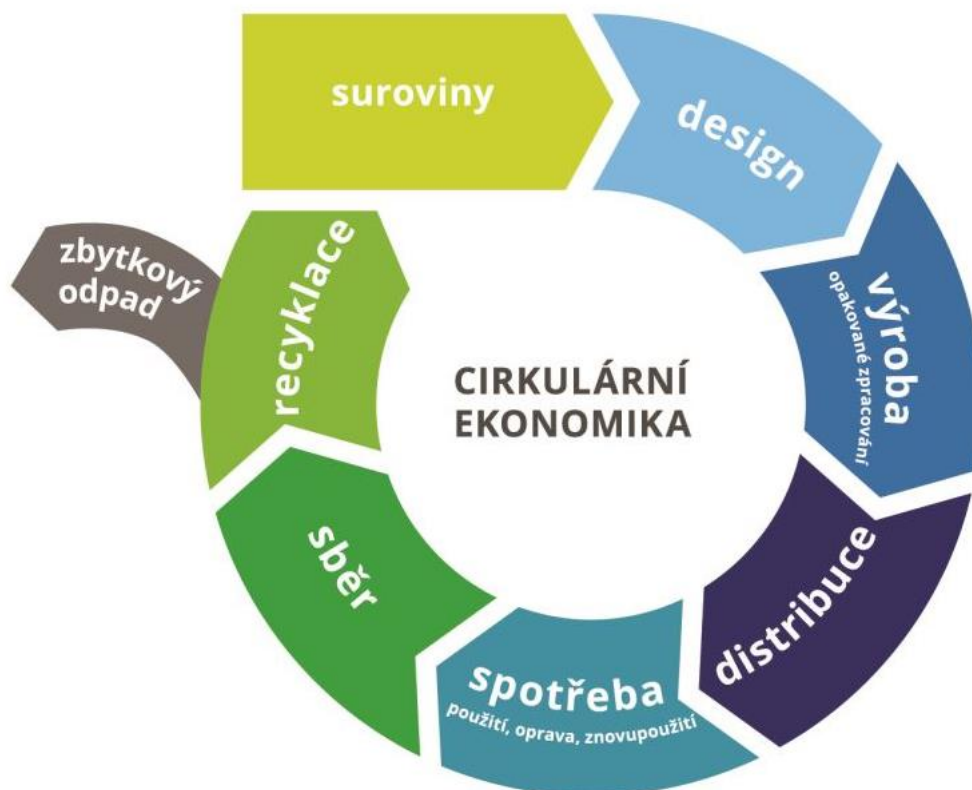 suroviny
design
výroba
opakované zpracování
distribuce
spotřeba
použití, oprava, znovupoužití
sběr
recyklace
zbytkový
odpad
CIRKULÁRNÍ
EKONOMIKA